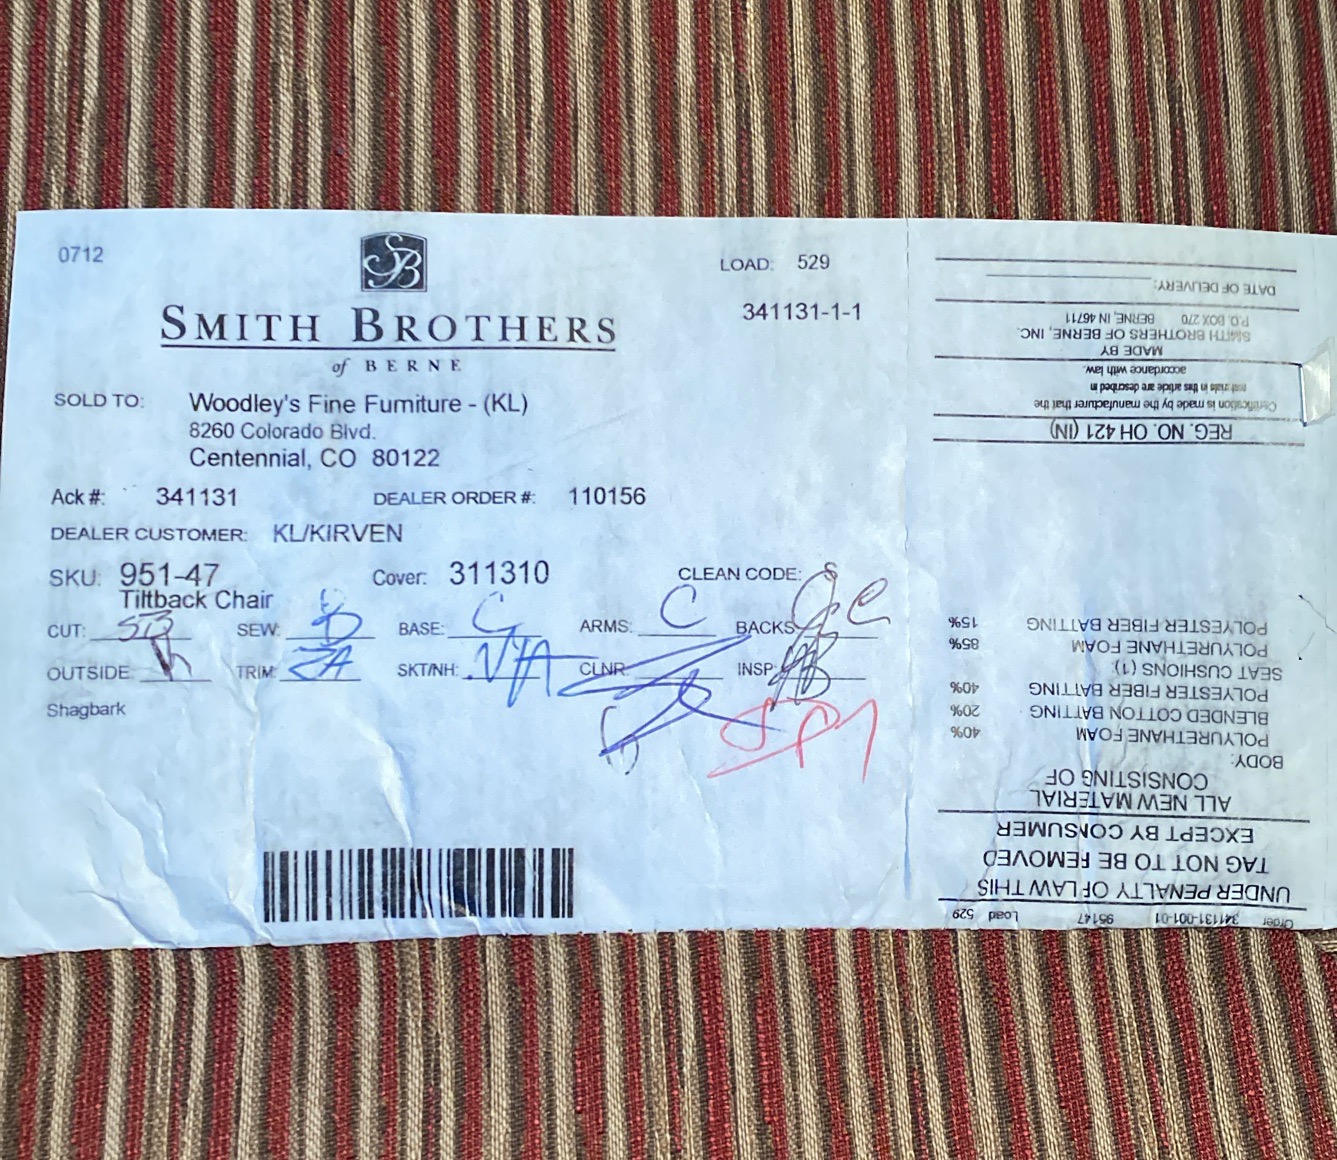 0712
SB
LOAD: 529
341131-1-1
SMITH BROTHERS
of BERNE
SOLD TO: Woodley's Fine Furniture - (KL)
8260 Colorado Blvd.
Centennial, CO 80122
Ack #: 341131 DEALER ORDER #: 110156
DEALER CUSTOMER: KL/KIRVEN
SKU: 951-47 Cover: 311310 CLEAN CODE: S
Tiltback Chair
CUT: SEW: BASE: C ARMS: C BACKS
OUTSIDE: TRIM: SKT/NH: N/A CLNR INSP
Shagbark
Order 341131-001-01 95147 Load 529
UNDER PENALTY OF LAW THIS
TAG NOT TO BE REMOVED
EXCEPT BY CONSUMER
ALL NEW MATERIAL
CONSISTING OF
BODY:
POLYURETHANE FOAM 40%
BLENDED COTTON BATTING 20%
POLYESTER FIBER BATTING 40%
SEAT CUSHIONS (1):
POLYURETHANE FOAM 85%
POLYESTER FIBER BATTING 15%
REG. NO. OH 421 (IN)
Certification is made by the manufacturer that the
materials in this article are described in
accordance with law.
MADE BY
SMITH BROTHERS OF BERNE, INC.
P.O. BOX 270 BERNE, IN 46711
DATE OF DELIVERY: